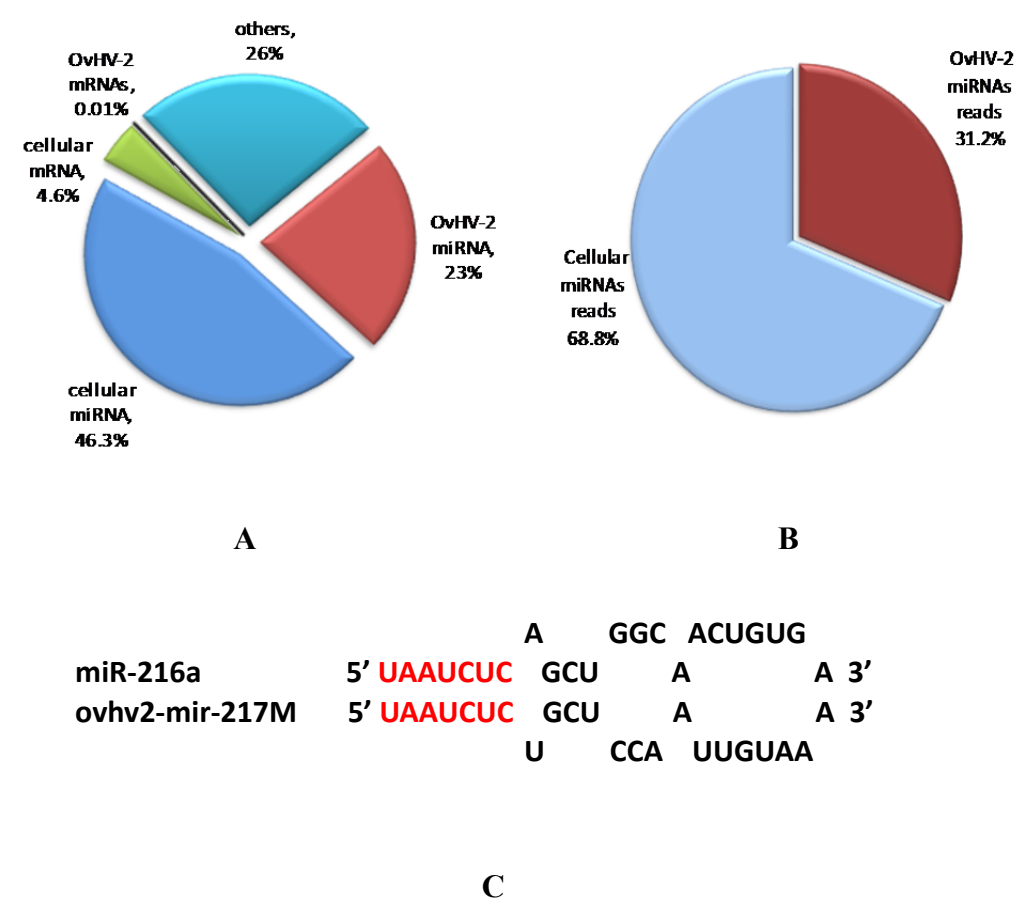 others,
26%
OvHV-2
mRNAs,
0.01%
cellular
mRNA,
4.6%
OvHV-2
miRNA,
23%
cellular
miRNA,
46.3%
OvHV-2
miRNAs
reads
31.2%
Cellular
miRNAs
reads
68.8%
A
B
A GGC ACUGUG
miR-216a 5’ UAAUCUC GCU A A 3’
ovhv2-mir-217M 5’ UAAUCUC GCU A A 3’
U CCA UUGUAA
C